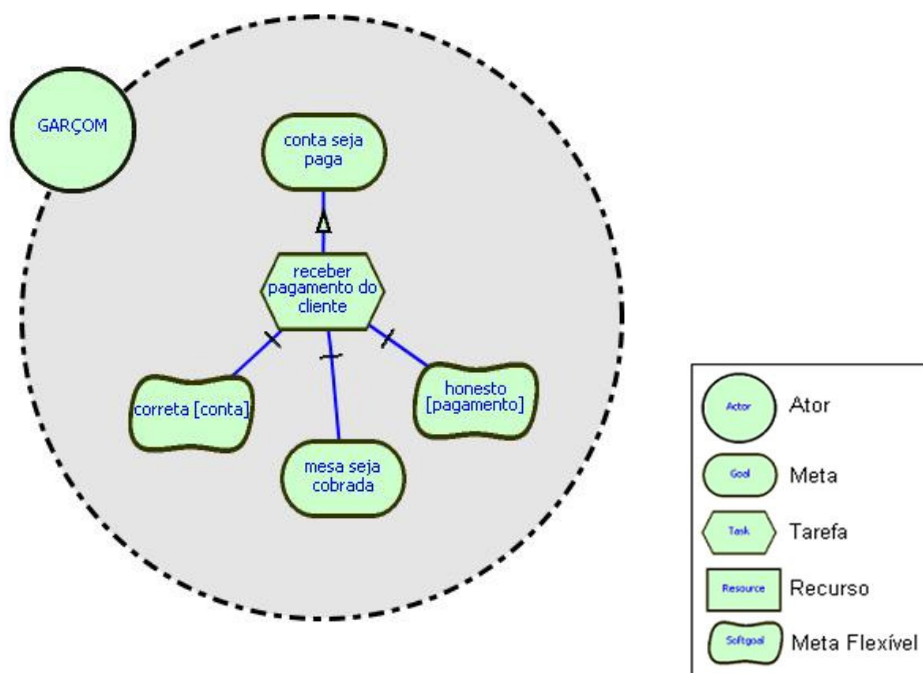 GARÇOM
conta seja
paga
receber
pagamento do
cliente
correta [conta]
honesto
[pagamento]
mesa seja
cobrada
Actor
Ator
Goal
Meta
Task
Tarefa
Resource
Recurso
Softgoal
Meta Flexível